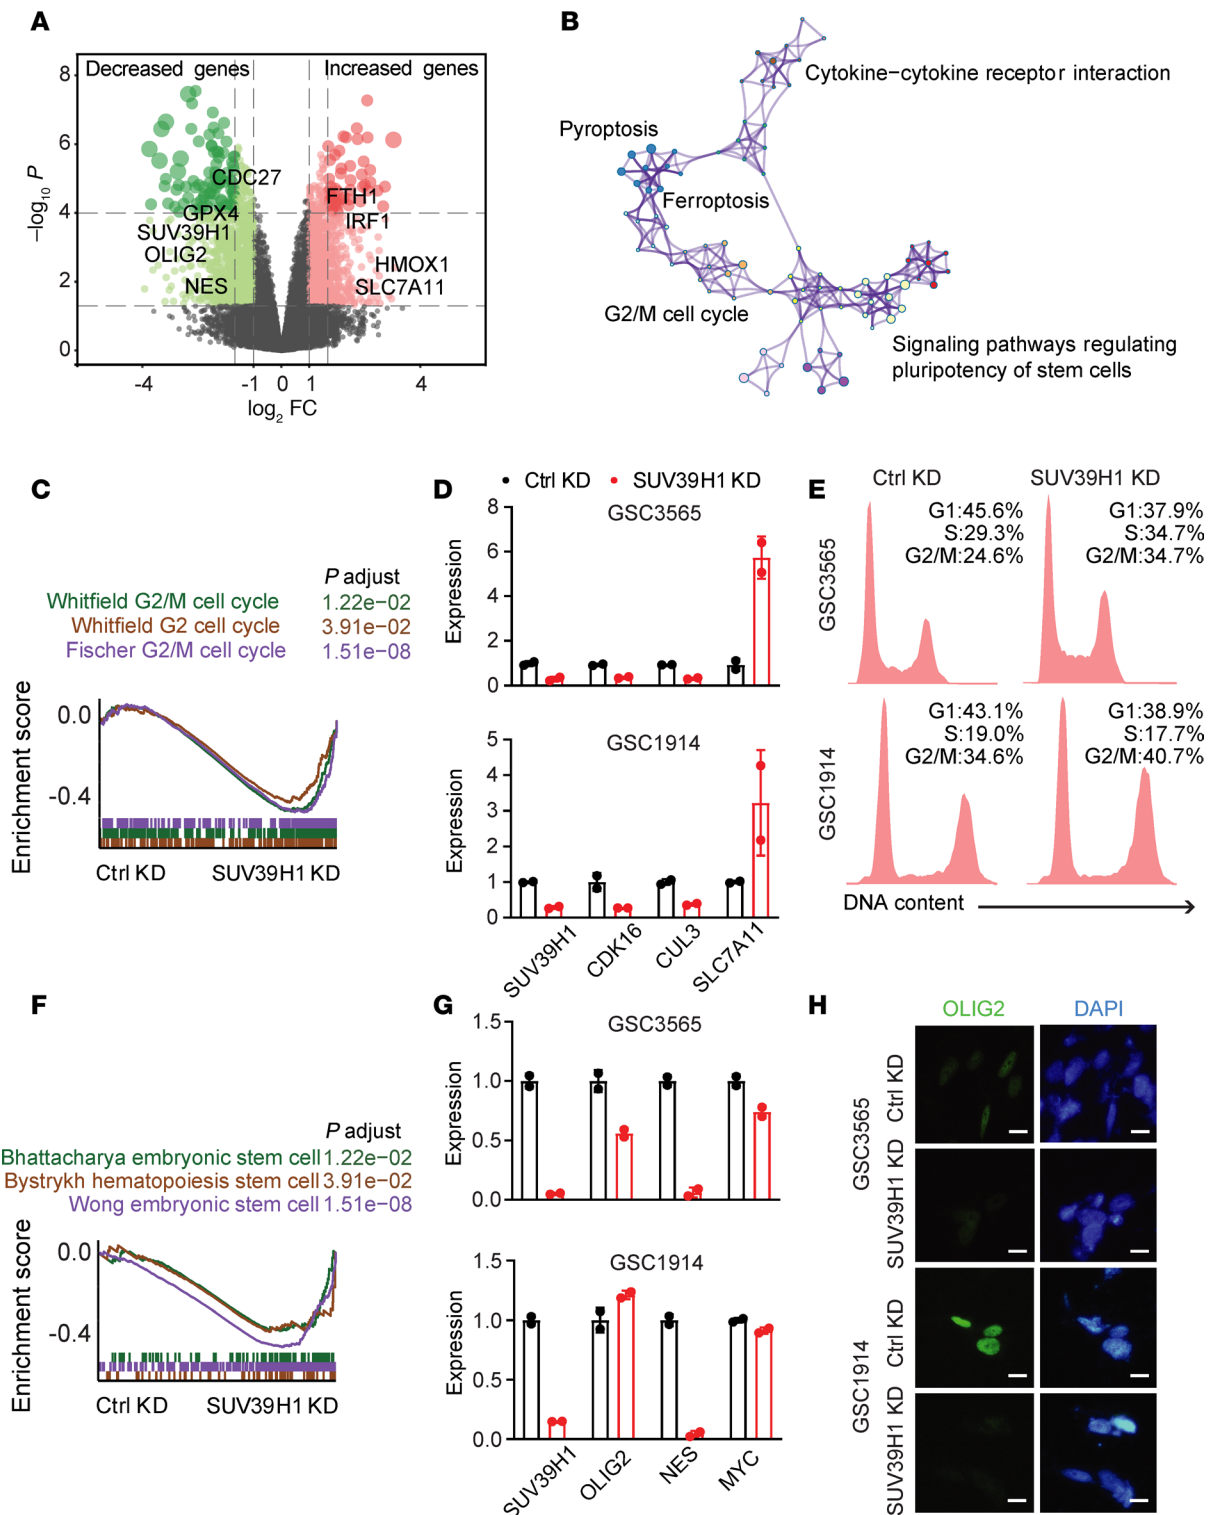 A
Decreased genes
Increased genes
8
6
4
2
0
–log10 P
CDC27
GPX4
SUV39H1
OLIG2
NES
FTH1
IRF1
HMOX1
SLC7A11
-4 -1 0 1 4
log2 FC
B
Cytokine−cytokine receptor interaction
Pyroptosis
Ferroptosis
G2/M cell cycle
Signaling pathways regulating
pluripotency of stem cells
C
P adjust
Whitfield G2/M cell cycle 1.22e−02
Whitfield G2 cell cycle 3.91e−02
Fischer G2/M cell cycle 1.51e−08
Enrichment score
0.0
-0.4
Ctrl KD SUV39H1 KD
D
Ctrl KD SUV39H1 KD
GSC3565
Expression
8
6
4
2
0
GSC1914
Expression
5
4
3
2
1
0
SUV39H1
CDK16
CUL3
SLC7A11
E
Ctrl KD SUV39H1 KD
GSC3565
G1:45.6%
S:29.3%
G2/M:24.6%
G1:37.9%
S:34.7%
G2/M:34.7%
GSC1914
G1:43.1%
S:19.0%
G2/M:34.6%
G1:38.9%
S:17.7%
G2/M:40.7%
DNA content
F
P adjust
Bhattacharya embryonic stem cell 1.22e−02
Bystrykh hematopoiesis stem cell 3.91e−02
Wong embryonic stem cell 1.51e−08
Enrichment score
0.0
-0.4
Ctrl KD SUV39H1 KD
G
GSC3565
Expression
1.5
1.0
0.5
0.0
GSC1914
Expression
1.5
1.0
0.5
0.0
SUV39H1
OLIG2
NES
MYC
H
OLIG2 DAPI
GSC3565
Ctrl KD
SUV39H1 KD
GSC1914
Ctrl KD
SUV39H1 KD